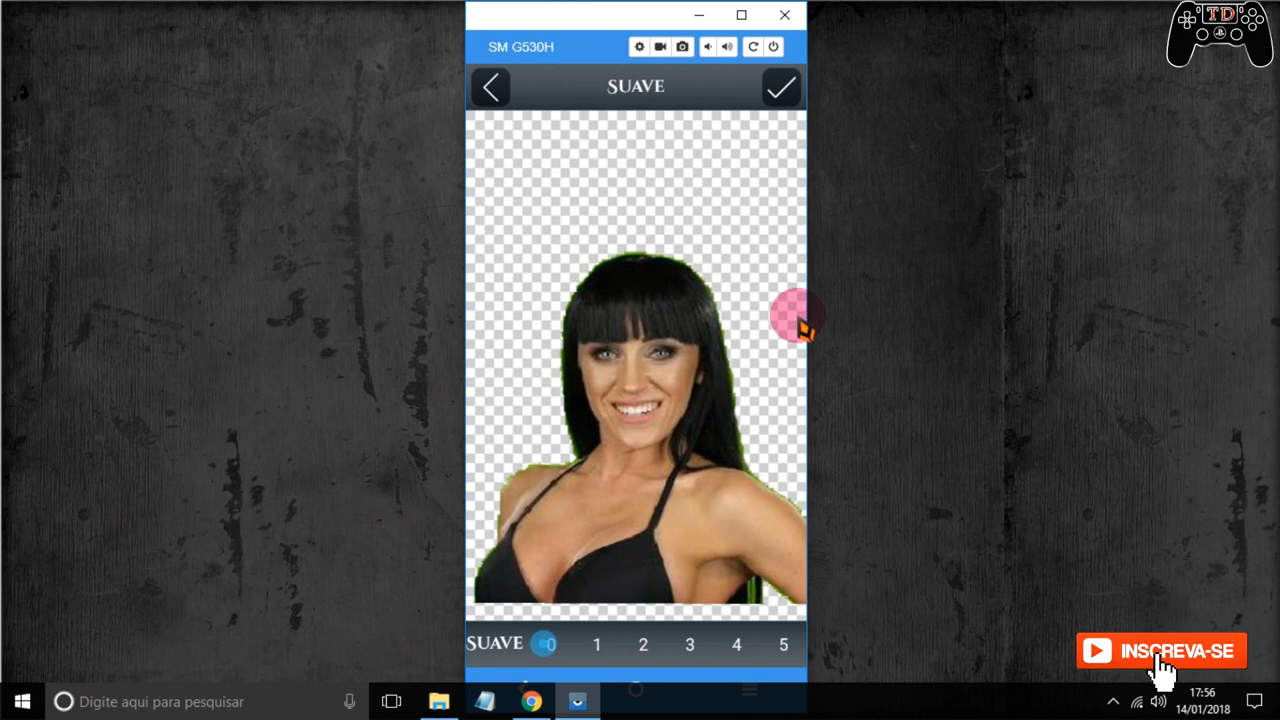 TD
SM G530H
SUAVE
SUAVE 0 1 2 3 4 5
INSCREVA-SE
Digite aqui para pesquisar
17:56
14/01/2018